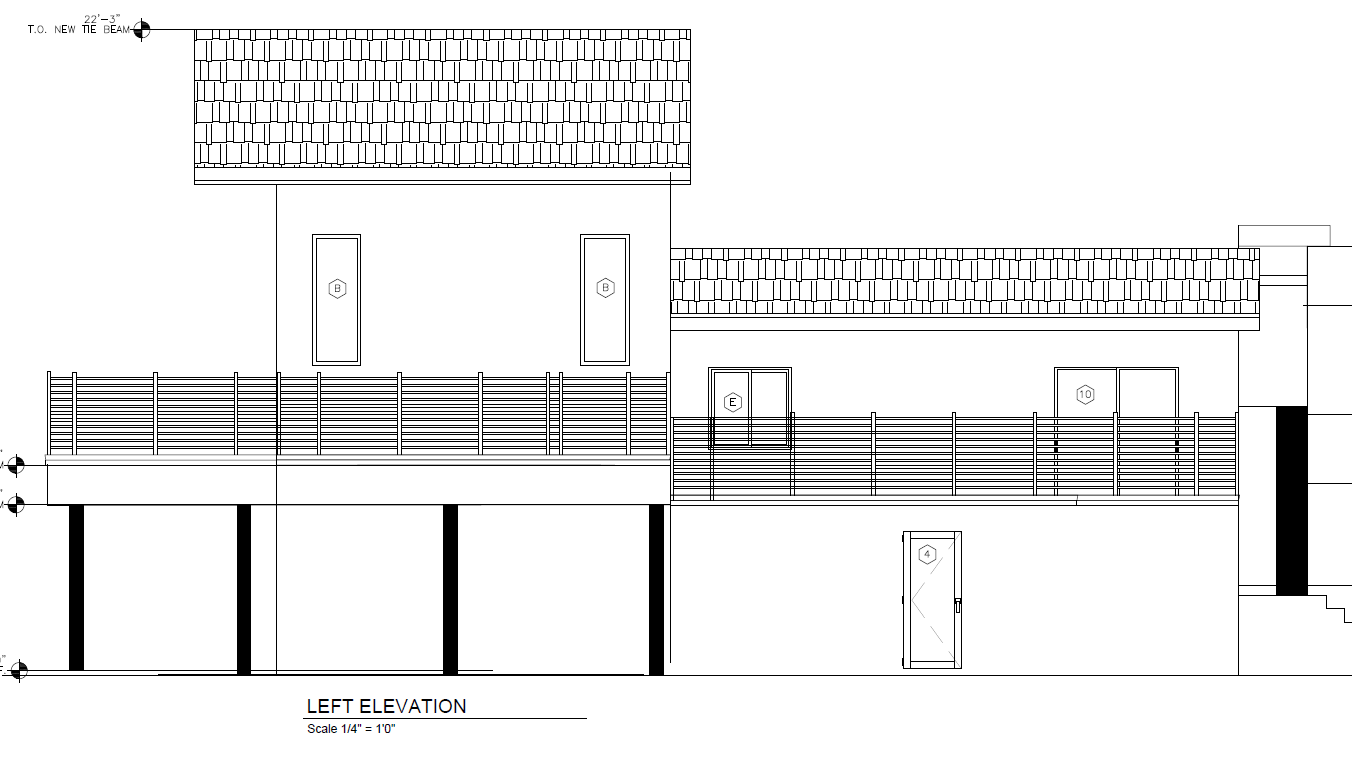 22'-3"
T.O. NEW TIE BEAM
B
B
E
10
4
LEFT ELEVATION
Scale 1/4" = 1'0"